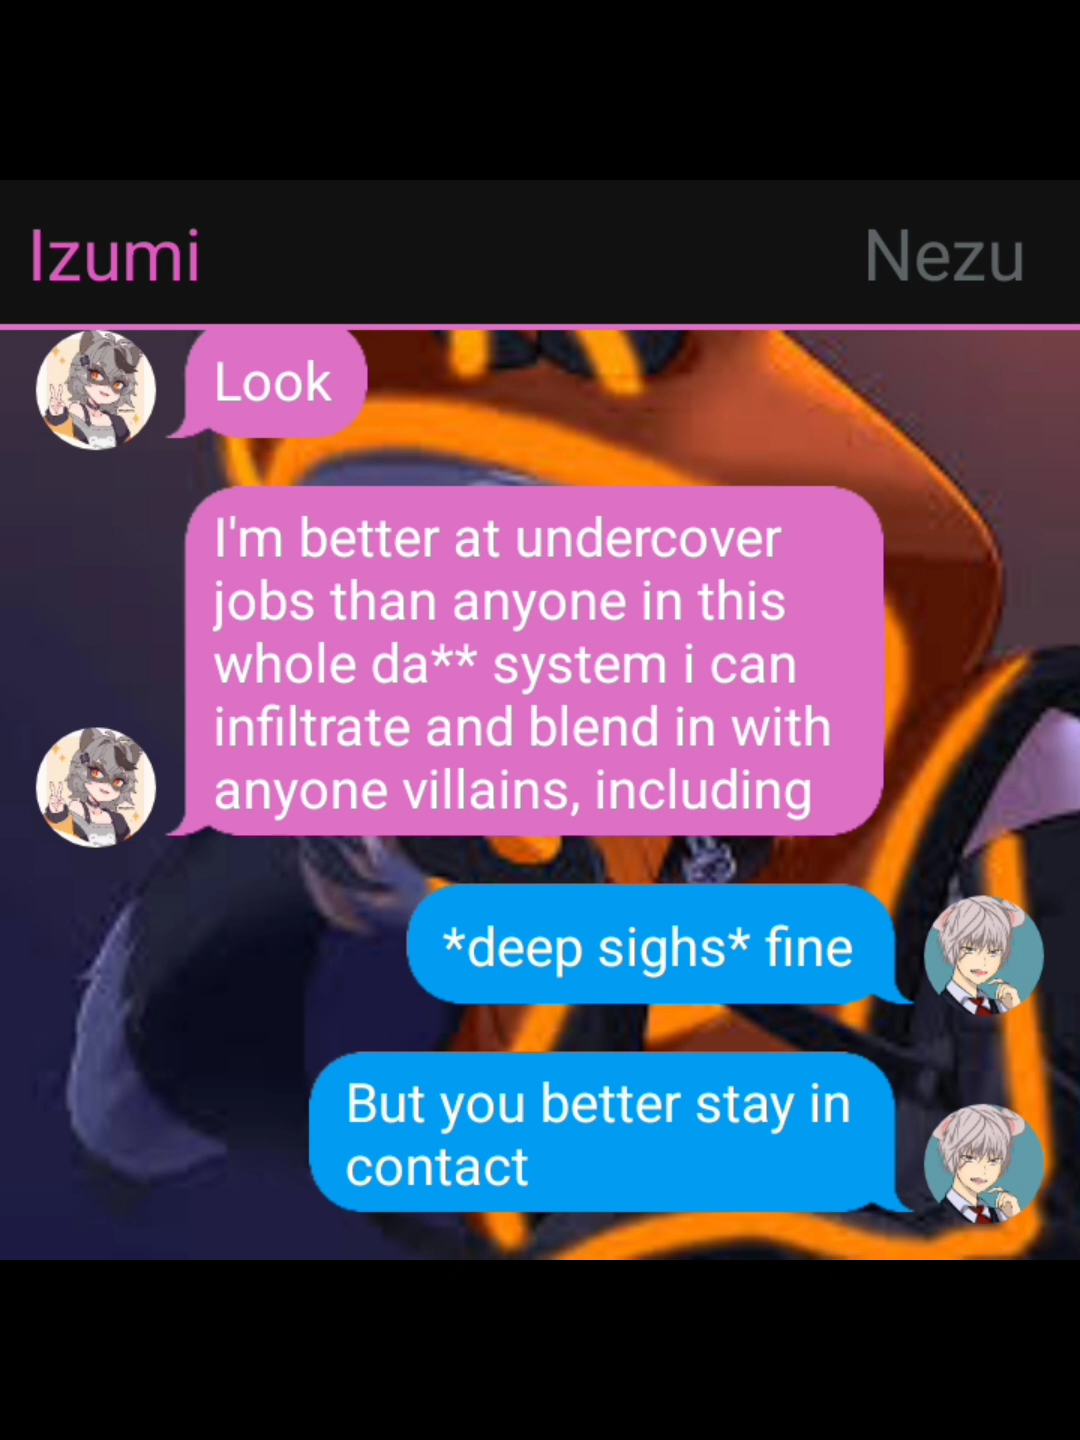 Izumi
Nezu
Look
I'm better at undercover
jobs than anyone in this
whole da** system i can
infiltrate and blend in with
anyone villains, including
*deep sighs* fine
But you better stay in
contact